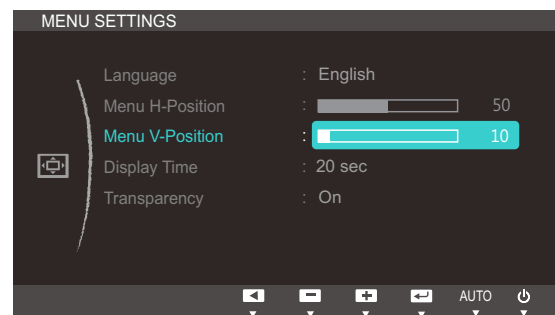 MENU SETTINGS
Language : English
Menu H-Position : 50
Menu V-Position : 10
Display Time : 20 sec
Transparency : On
AUTO